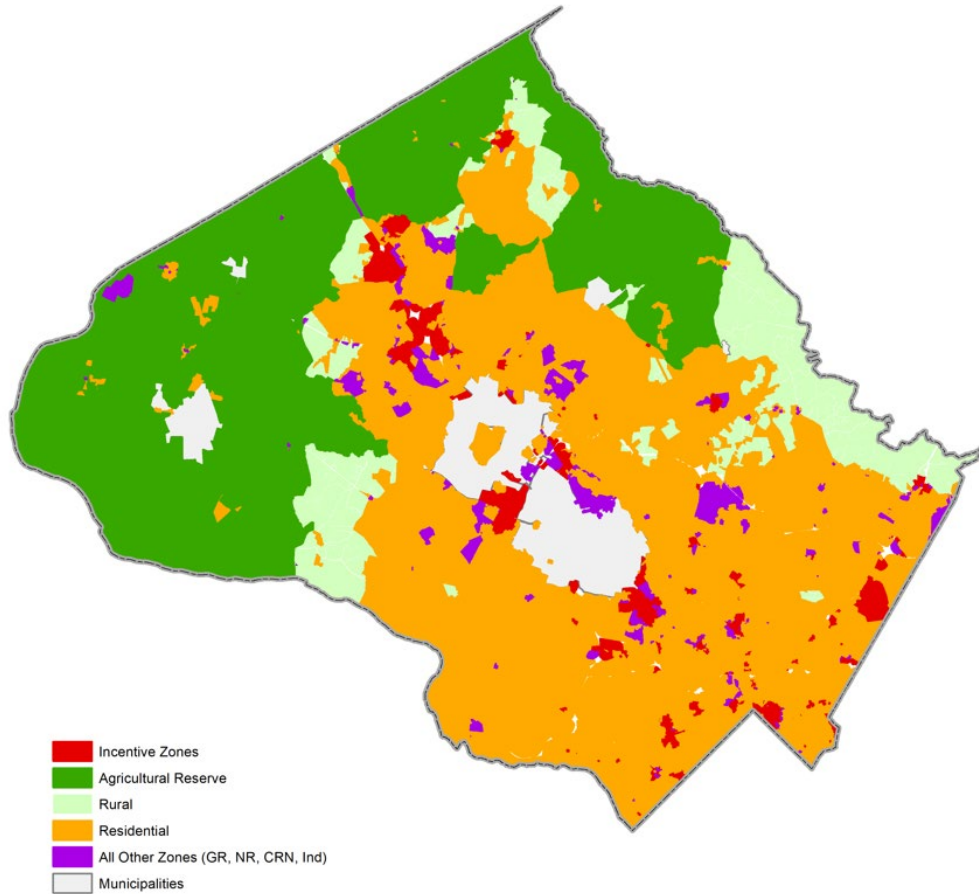 Incentive Zones
Agricultural Reserve
Rural
Residential
All Other Zones (GR, NR, CRN, Ind)
Municipalities